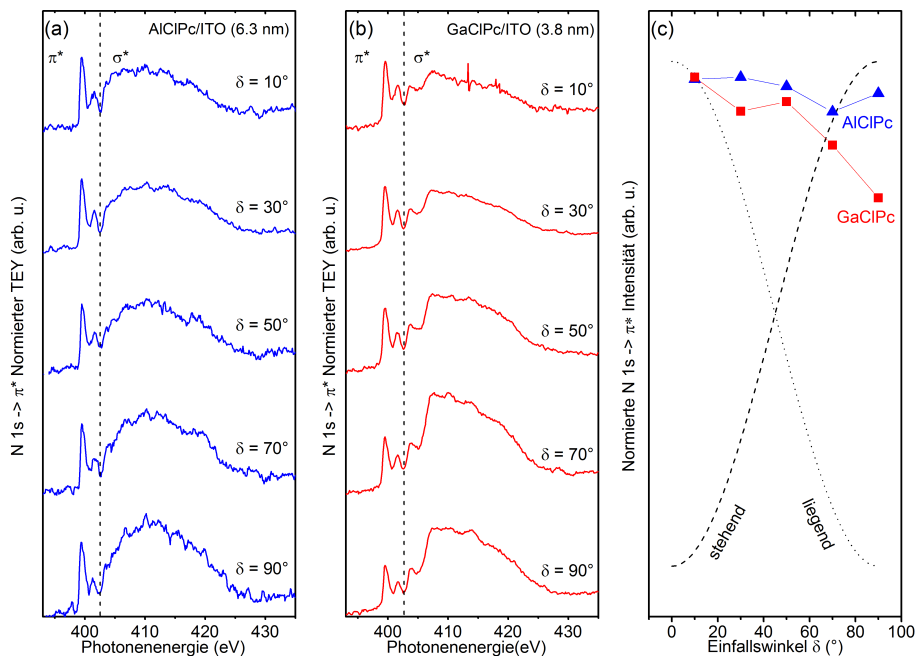 (a)
AlClPc/ITO (6.3 nm)
π*
σ*
δ = 10°
δ = 30°
δ = 50°
δ = 70°
δ = 90°
N 1s -> π* Normierter TEY (arb. u.)
400
410
420
430
Photonenenergie (eV)
(b)
GaClPc/ITO (3.8 nm)
π*
σ*
δ = 10°
δ = 30°
δ = 50°
δ = 70°
δ = 90°
N 1s -> π* Normierter TEY (arb. u.)
400
410
420
430
Photonenenergie(eV)
(c)
AlClPc
GaClPc
stehend
liegend
Normierte N 1s -> π* Intensität (arb. u.)
0
20
40
60
80
100
Einfallswinkel δ (°)